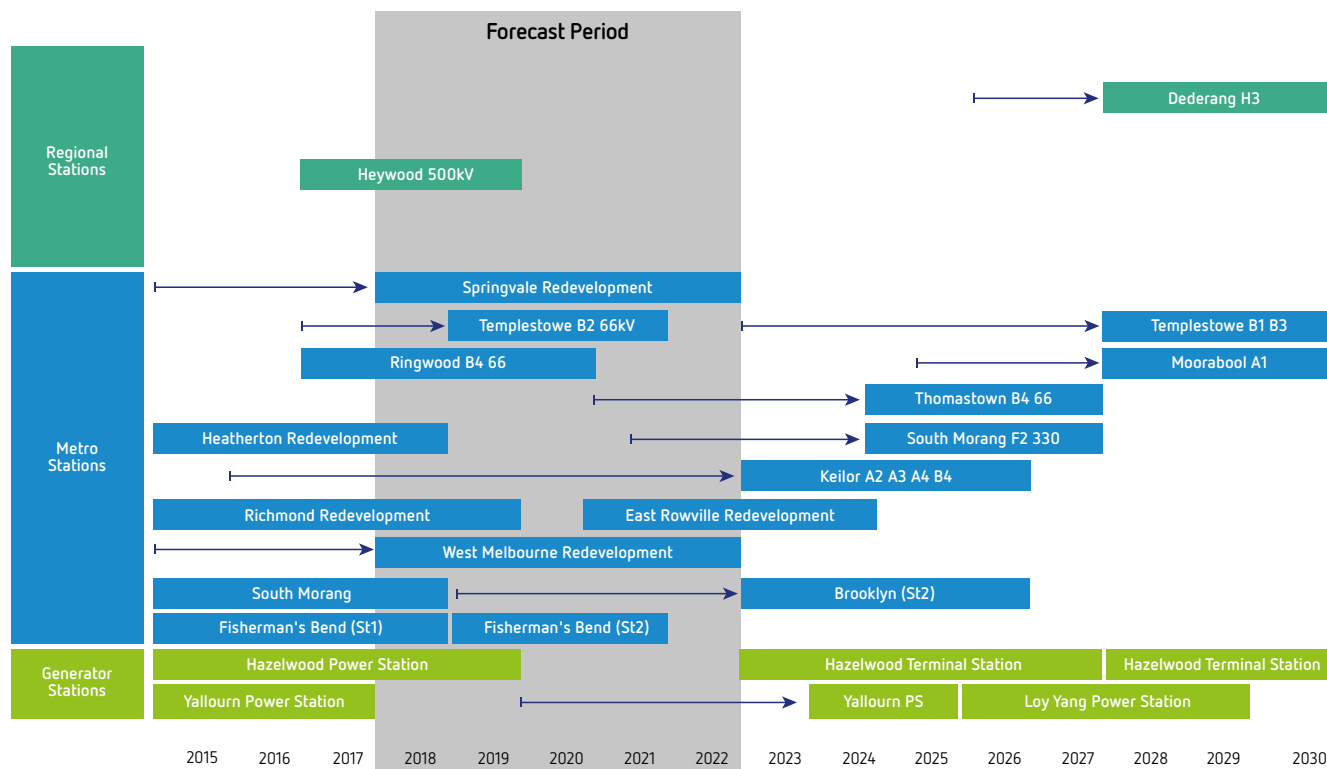 Forecast Period
Regional
Stations
Dederang H3
Heywood 500kV
Metro
Stations
Springvale Redevelopment
Templestowe B2 66kV
Templestowe B1 B3
Ringwood B4 66
Moorabool A1
Thomastown B4 66
Heatherton Redevelopment
South Morang F2 330
Keilor A2 A3 A4 B4
Richmond Redevelopment
East Rowville Redevelopment
West Melbourne Redevelopment
South Morang
Brooklyn (St2)
Fisherman's Bend (St1)
Fisherman's Bend (St2)
Generator
Stations
Hazelwood Power Station
Hazelwood Terminal Station
Hazelwood Terminal Station
Yallourn Power Station
Yallourn PS
Loy Yang Power Station
2015 2016 2017 2018 2019 2020 2021 2022 2023 2024 2025 2026 2027 2028 2029 2030